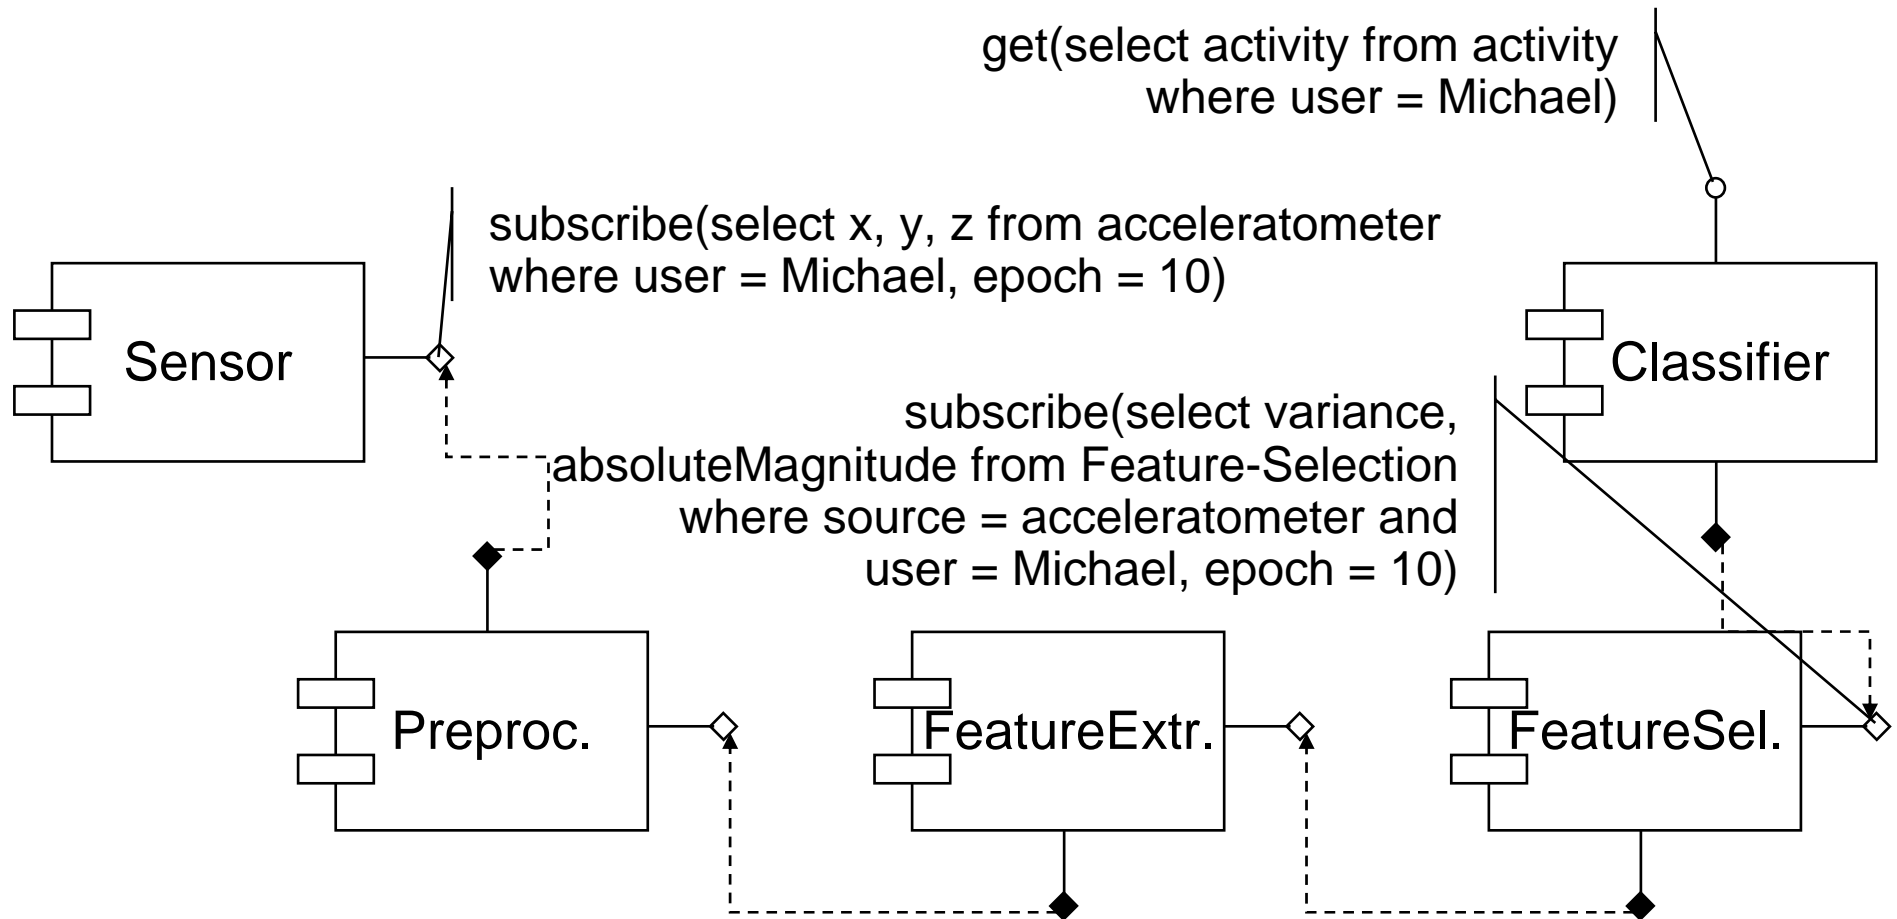 get(select activity from activity
where user = Michael)
subscribe(select x, y, z from acceleratometer
where user = Michael, epoch = 10)
Sensor
Classifier
subscribe(select variance,
absoluteMagnitude from Feature-Selection
where source = acceleratometer and
user = Michael, epoch = 10)
Preproc.
FeatureExtr.
FeatureSel.